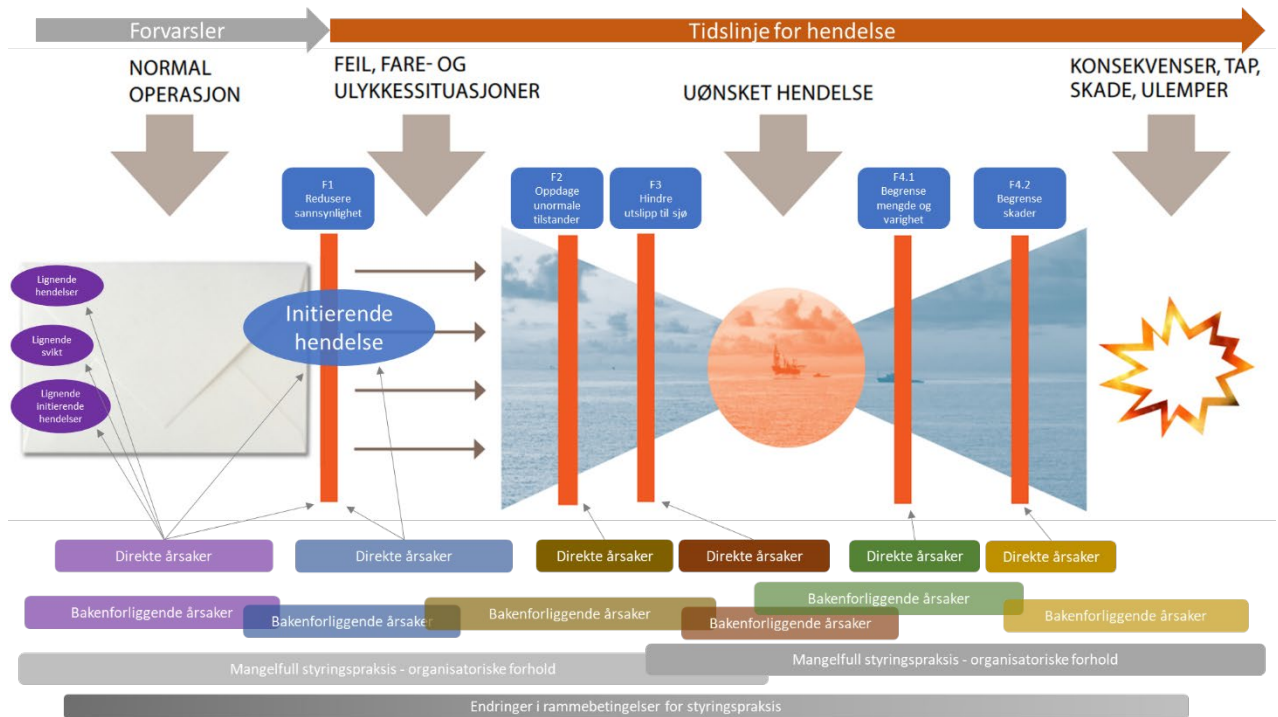 Forvarsler
Tidslinje for hendelse
NORMAL
OPERASJON
FEIL, FARE- OG
ULYKKESSITUASJONER
UØNSKET HENDELSE
KONSEKVENSER, TAP,
SKADE, ULEMPER
F1
Redusere
sannsynlighet
F2
Oppdage
unormale
tilstander
F3
Hindre
utslipp til sjø
F4.1
Begrense
mengde og
varighet
F4.2
Begrense
skader
Lignende
hendelser
Lignende
svikt
Lignende
initierende
hendelser
Initierende
hendelse
Direkte årsaker
Direkte årsaker
Direkte årsaker
Direkte årsaker
Direkte årsaker
Direkte årsaker
Bakenforliggende årsaker
Bakenforliggende årsaker
Bakenforliggende årsaker
Bakenforliggende årsaker
Bakenforliggende årsaker
Bakenforliggende årsaker
Mangelfull styringspraksis - organisatoriske forhold
Mangelfull styringspraksis - organisatoriske forhold
Endringer i rammebetingelser for styringspraksis